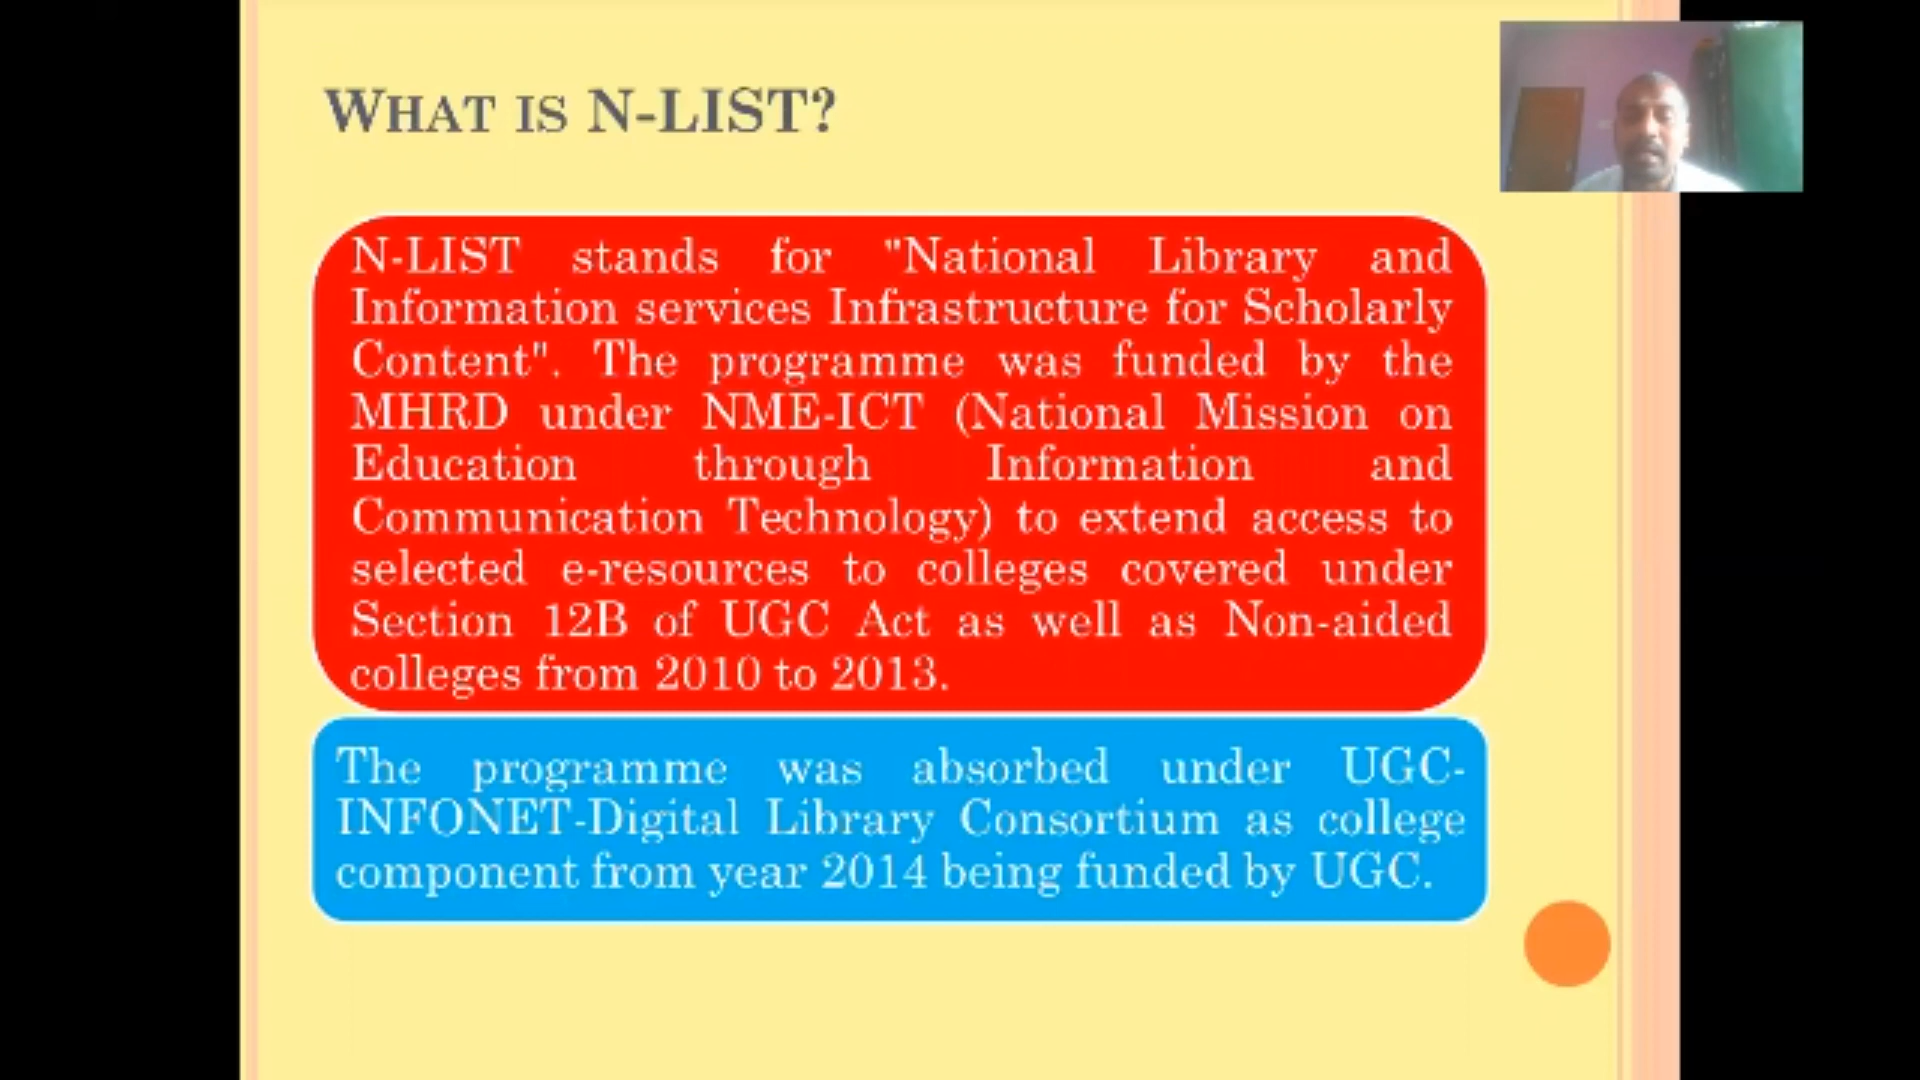 WHAT IS N-LIST?
N-LIST stands for "National Library and
Information services Infrastructure for Scholarly
Content". The programme was funded by the
MHRD under NME-ICT (National Mission on
Education through Information and
Communication Technology) to extend access to
selected e-resources to colleges covered under
Section 12B of UGC Act as well as Non-aided
colleges from 2010 to 2013.
The programme was absorbed under UGC-
INFONET-Digital Library Consortium as college
component from year 2014 being funded by UGC.